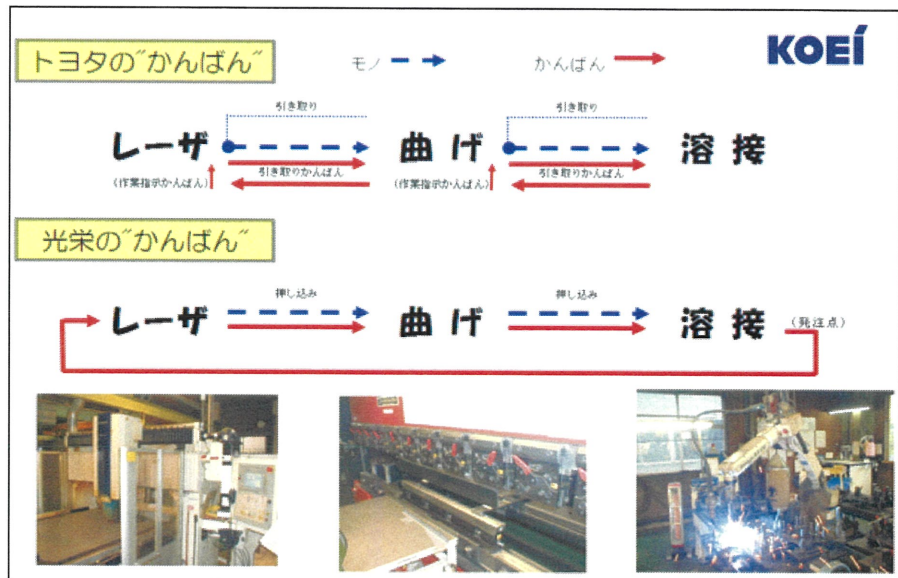 トヨタの"かんばん"
モノ
かんばん
KOEI
引き取り
引き取り
レーザ
曲げ
溶接
(作業指示かんばん)
引き取りかんばん
(作業指示かんばん)
引き取りかんばん
光栄の"かんばん"
押し込み
押し込み
レーザ
曲げ
溶接
(発注点)